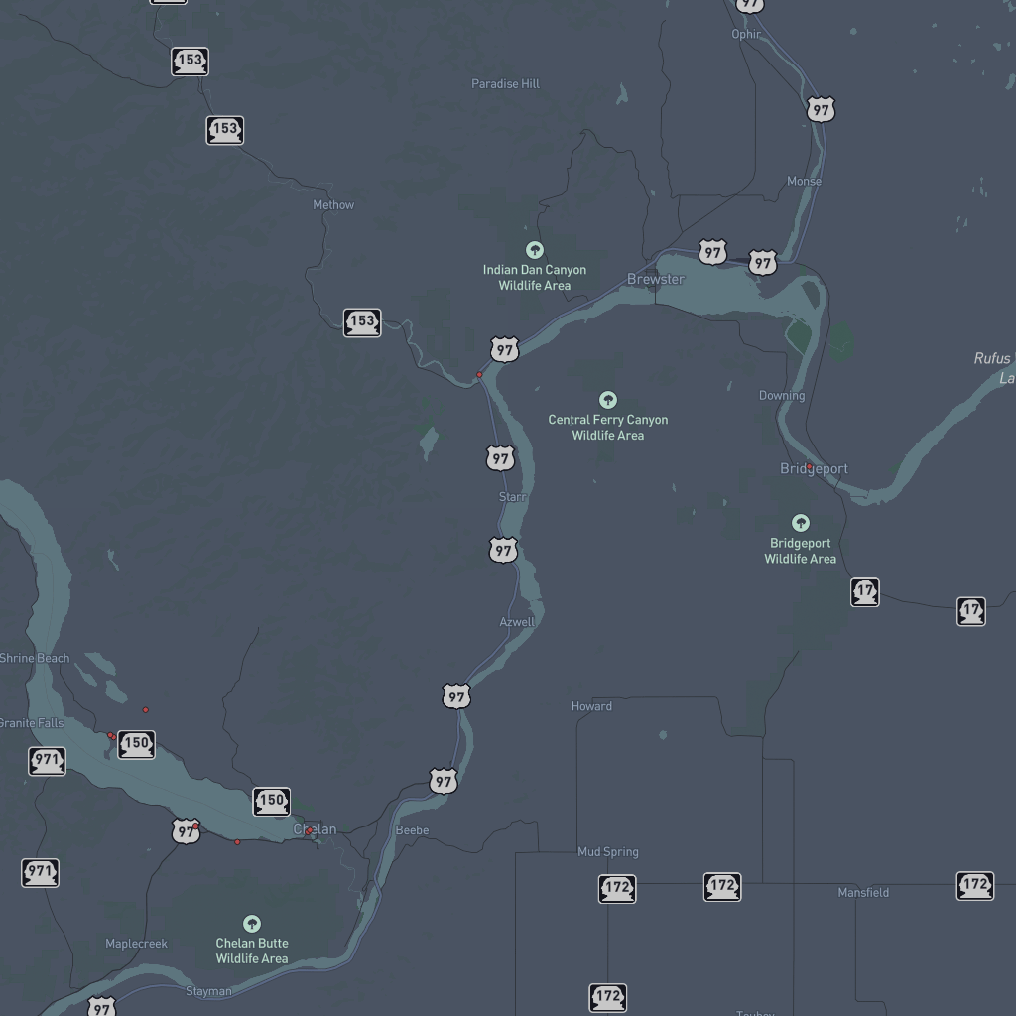 97
Ophir
153
Paradise Hill
97
153
Monse
Methow
97
97
Indian Dan Canyon
Wildlife Area
Brewster
153
97
Rufus
La
Downing
Central Ferry Canyon
Wildlife Area
97
Bridgeport
Starr
Bridgeport
Wildlife Area
97
17
17
Azwell
Shrine Beach
97
Howard
Granite Falls
150
971
97
150
97
Chelan
Beebe
Mud Spring
971
172
172
172
Mansfield
Chelan Butte
Wildlife Area
Maplecreek
Stayman
172
97